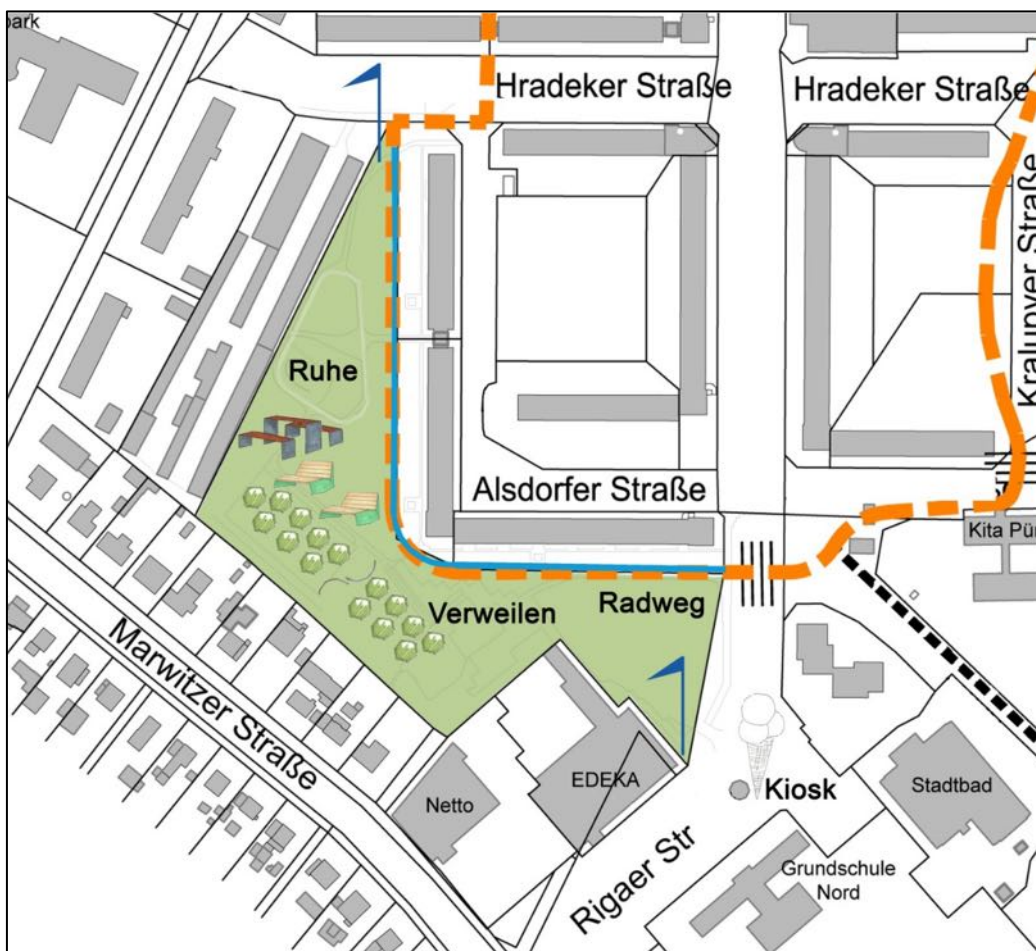 park
Hradeker Straße
Hradeker Straße
Kralupyer Straße
Ruhe
Alsdorfer Straße
Kita Pün
Verweilen
Radweg
Marwitzer Straße
Netto
EDEKA
Kiosk
Stadtbad
Rigaer Str
Grundschule
Nord